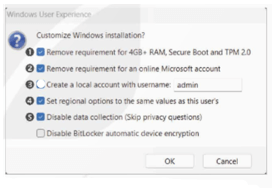 Windows User Experience
Customize Windows installation?
1 Remove requirement for 4GB+ RAM, Secure Boot and TPM 2.0
2 Remove requirement for an online Microsoft account
3 Create a local account with username: admin
4 Set regional options to the same values as this user's
5 Disable data collection (Skip privacy questions)
Disable BitLocker automatic device encryption
OK Cancel